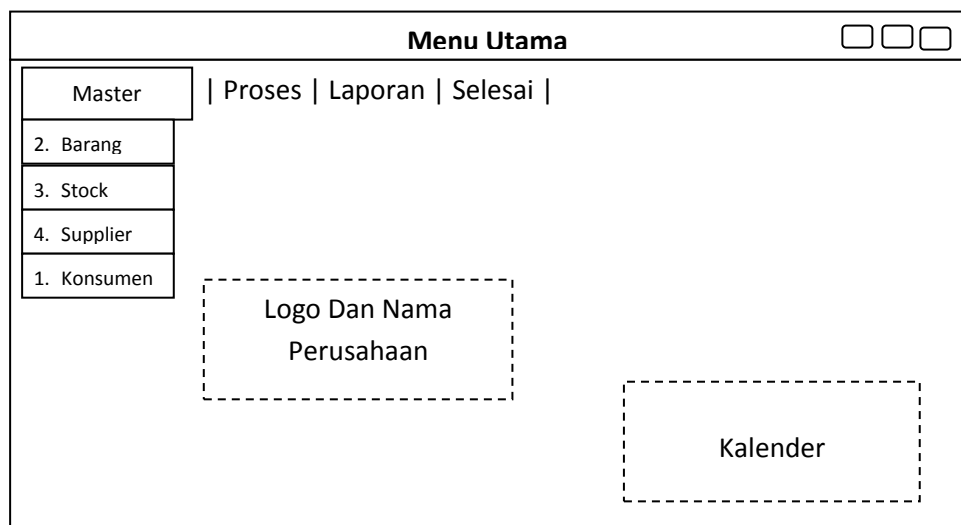 Menu Utama
Master | Proses | Laporan | Selesai |
2. Barang
3. Stock
4. Supplier
1. Konsumen
Logo Dan Nama
Perusahaan
Kalender